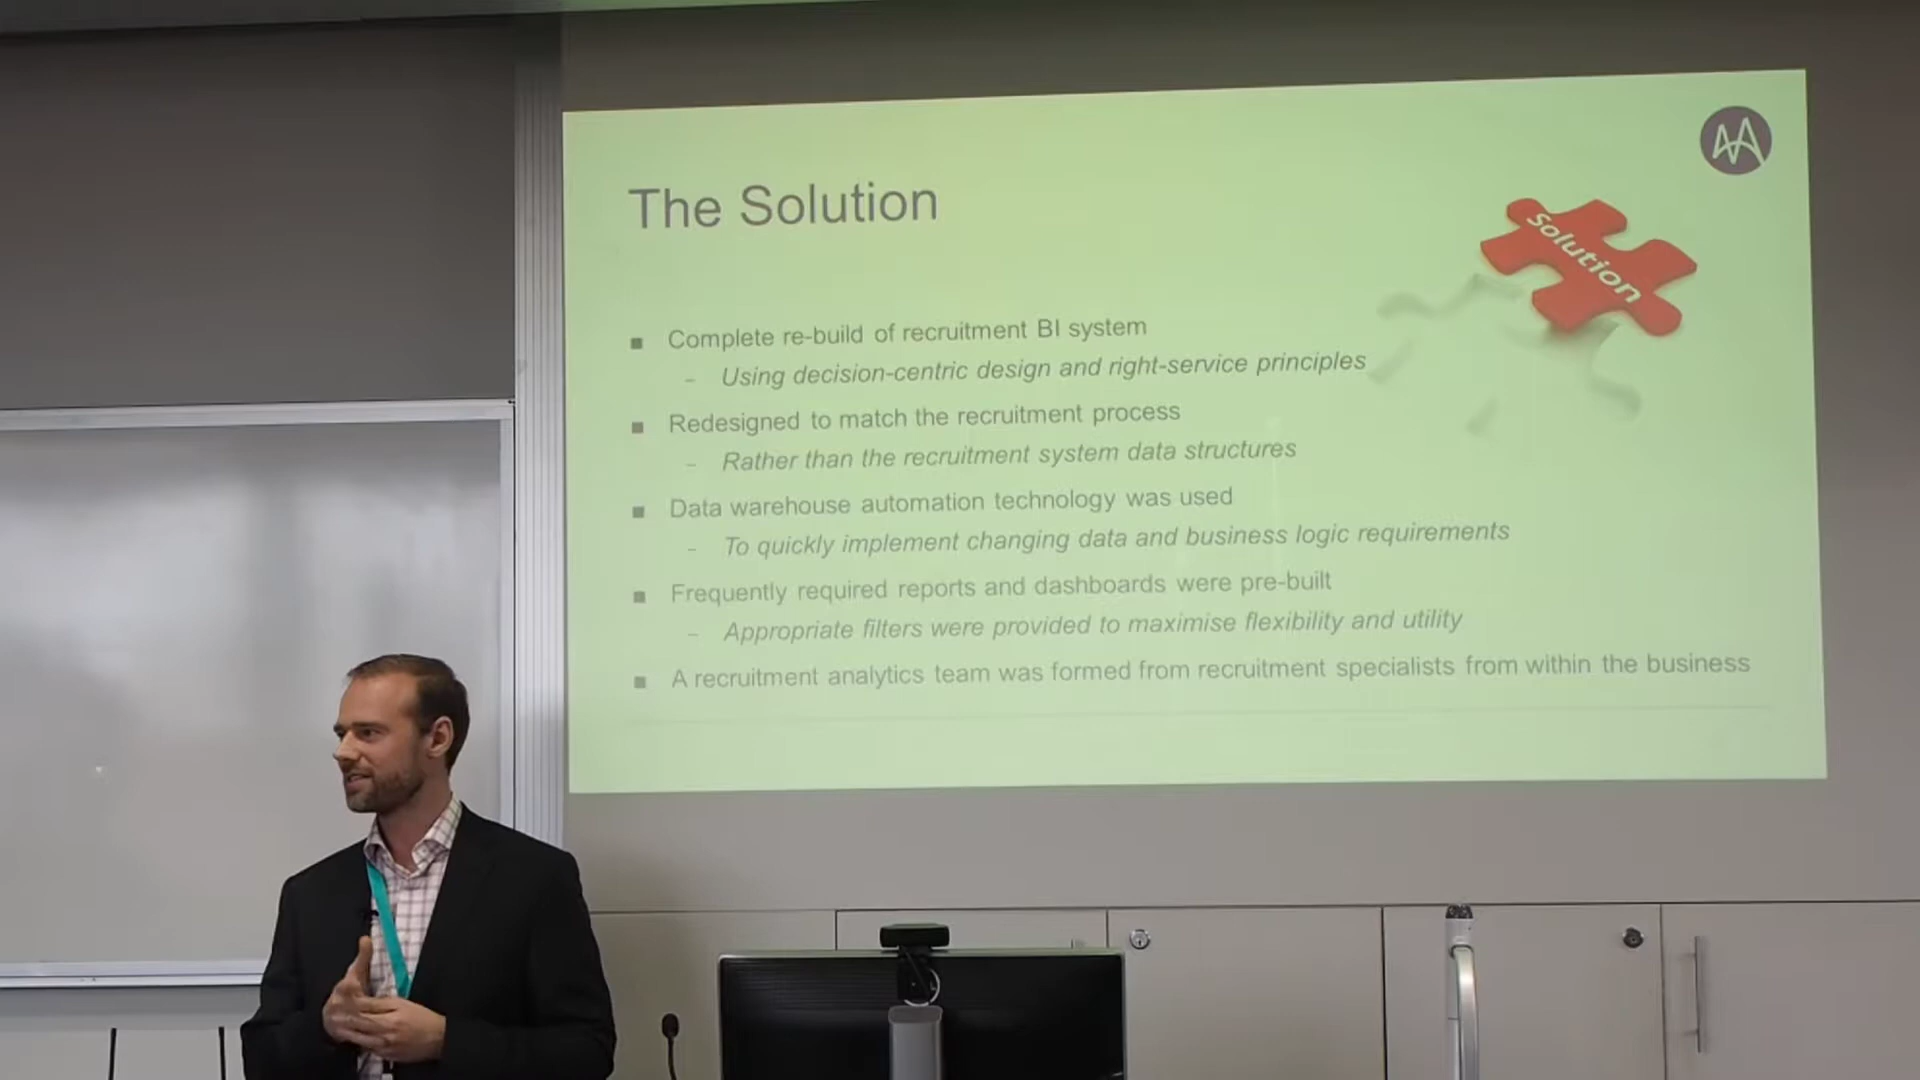 The Solution
Solution
■ Complete re-build of recruitment BI system
– Using decision-centric design and right-service principles
■ Redesigned to match the recruitment process
– Rather than the recruitment system data structures
■ Data warehouse automation technology was used
– To quickly implement changing data and business logic requirements
■ Frequently required reports and dashboards were pre-built
– Appropriate filters were provided to maximise flexibility and utility
■ A recruitment analytics team was formed from recruitment specialists from within the business